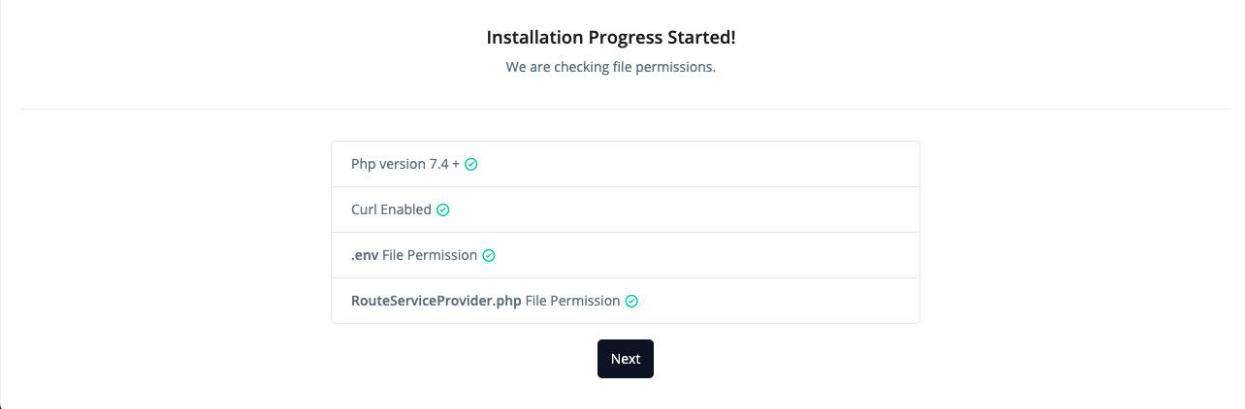 Installation Progress Started!
We are checking file permissions.
Php version 7.4 +
Curl Enabled
.env File Permission
RouteServiceProvider.php File Permission
Next